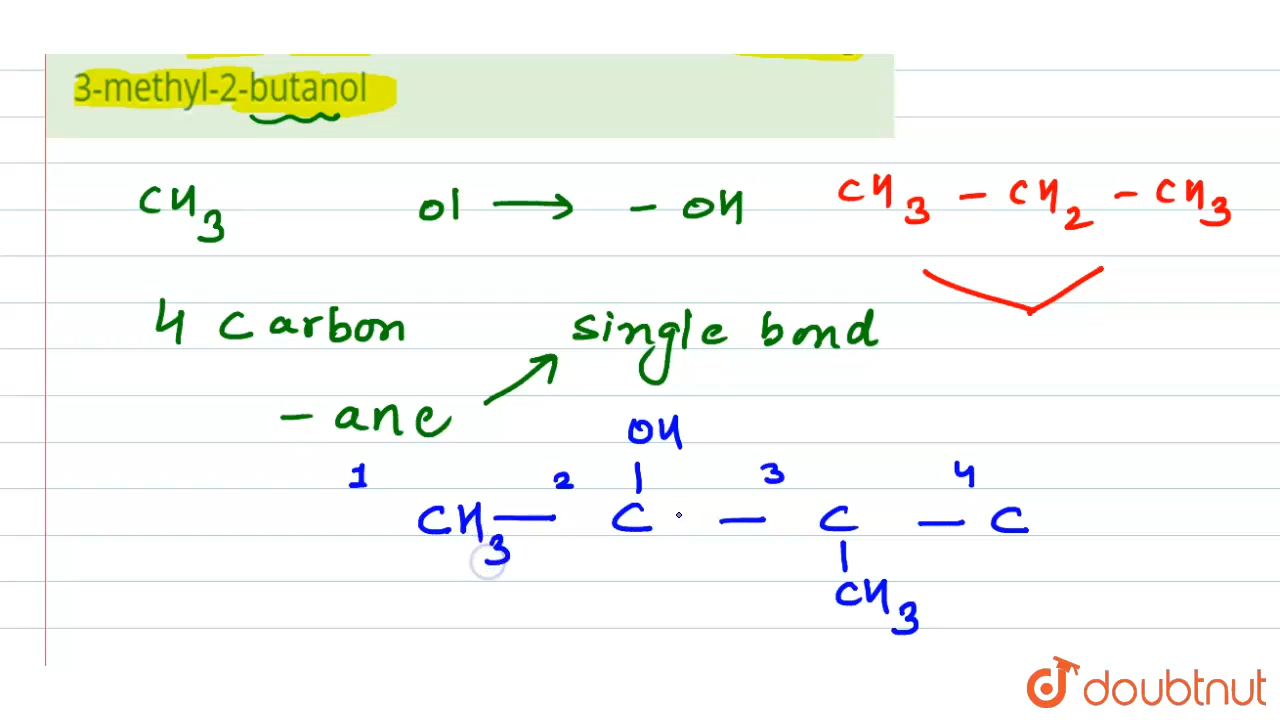 3-methyl-2-butanol
CH3 ol → - OH CH3 - CH2 - CH3
4 Carbon single bond
- ane
OH
1 2 3 4
CH3 - C - C - C
CH3
doubtnut